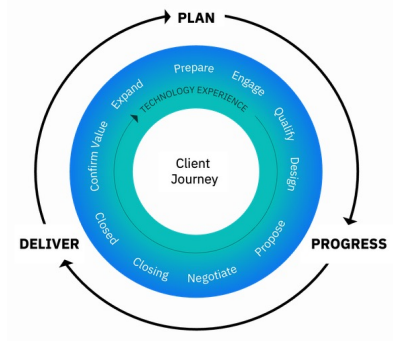 PLAN
Prepare
Engage
Qualify
Design
Propose
Negotiate
Closing
Closed
Confirm Value
Expand
TECHNOLOGY EXPERIENCE
Client
Journey
DELIVER
PROGRESS